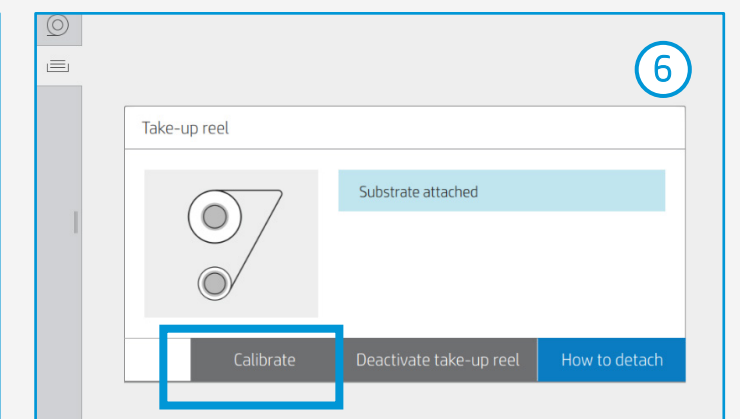 6
Take-up reel
Substrate attached
Calibrate
Deactivate take-up reel
How to detach